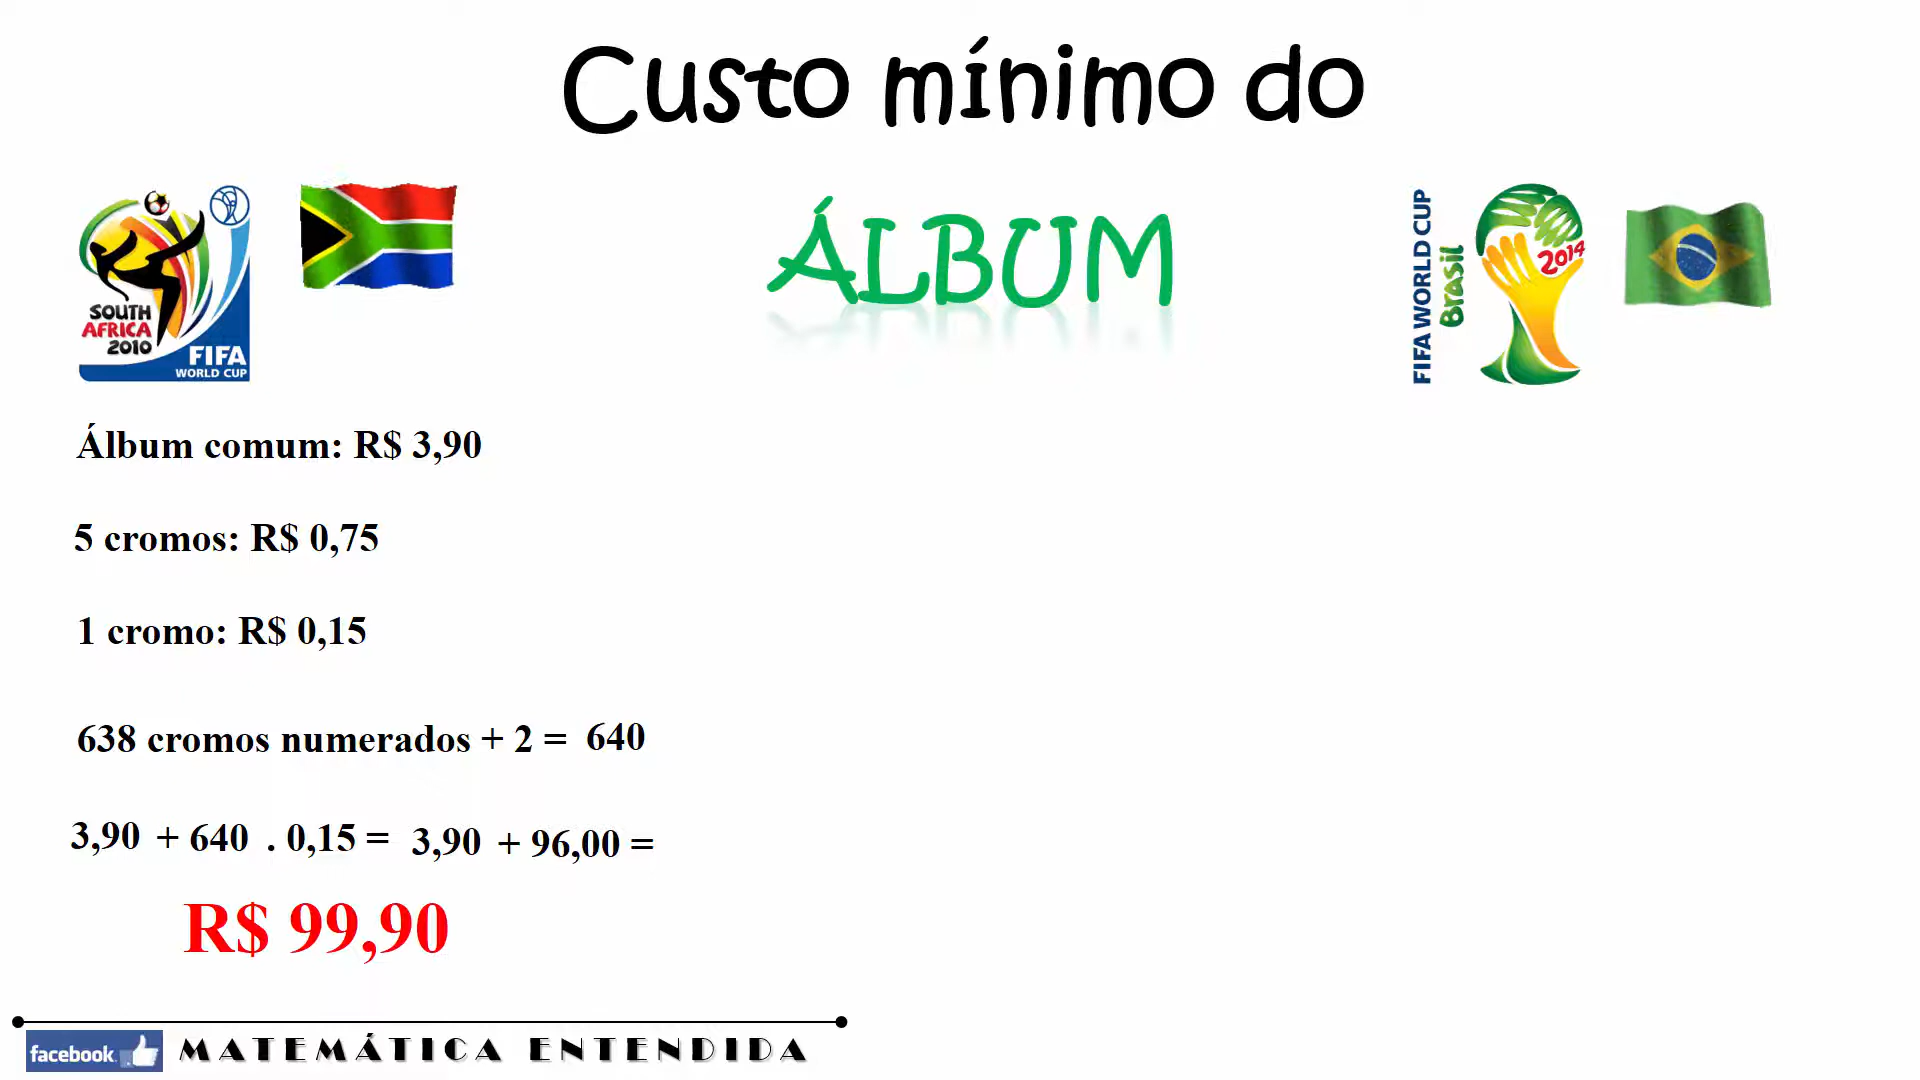 Custo mínimo do
ÁLBUM
SOUTH
AFRICA
2010
FIFA
WORLD CUP
FIFA WORLD CUP
Brasil
2014
Álbum comum: R$ 3,90
5 cromos: R$ 0,75
1 cromo: R$ 0,15
638 cromos numerados + 2 = 640
3,90 + 640 . 0,15 = 3,90 + 96,00 =
R$ 99,90
facebook MATEMÁTICA ENTENDIDA